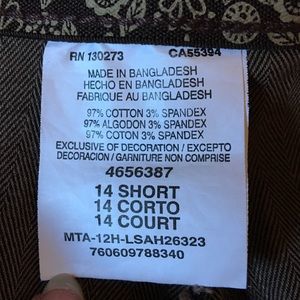 RN 130273 CA55394
MADE IN BANGLADESH
HECHO EN BANGLADESH
FABRIQUE AU BANGLADESH
97% COTTON 3% SPANDEX
97% ALGODON 3% SPANDEX
97% COTON 3% SPANDEX
EXCLUSIVE OF DECORATION / EXCEPTO
DECORACION / GARNITURE NON COMPRISE
4656387
14 SHORT
14 CORTO
14 COURT
MTA-12H-LSAH26323
760609788340